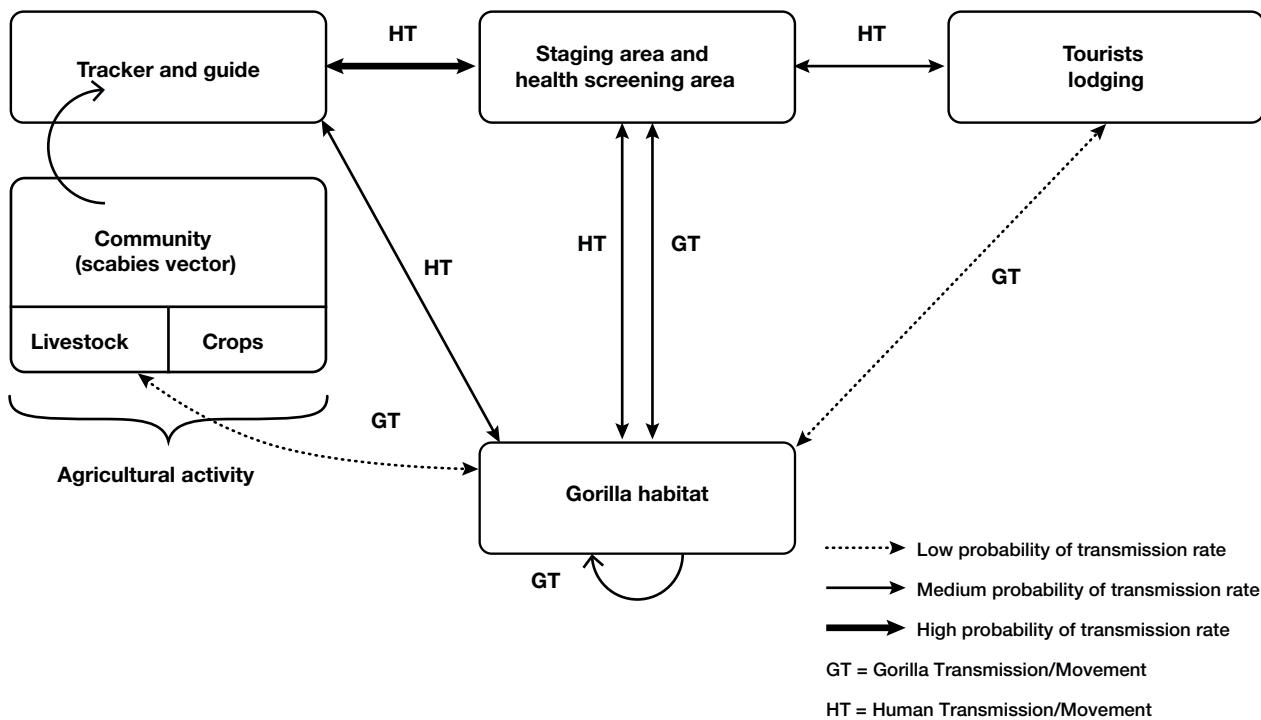 HT
HT
Tracker and guide
Staging area and
health screening area
Tourists
lodging
Community
(scabies vector)
HT
HT
GT
GT
Livestock
Crops
GT
Agricultural activity
Gorilla habitat
GT
Low probability of transmission rate
Medium probability of transmission rate
High probability of transmission rate
GT = Gorilla Transmission/Movement
HT = Human Transmission/Movement